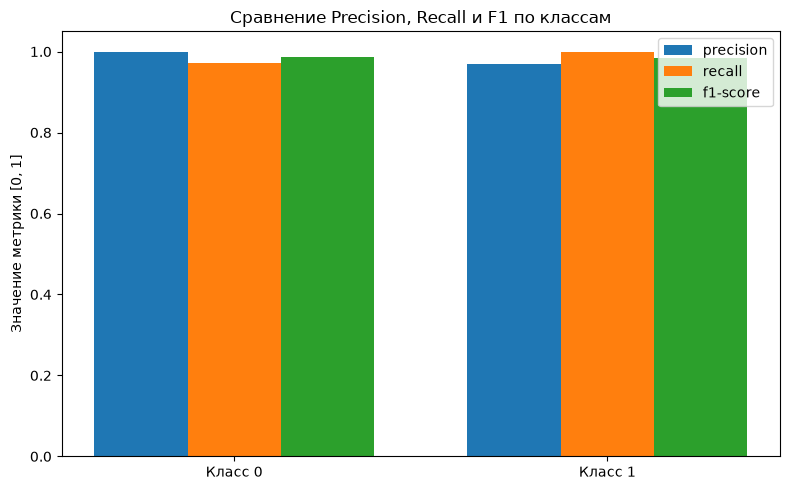 Сравнение Precision, Recall и F1 по классам
precision
recall
f1-score
Значение метрики [0, 1]
1.0
0.8
0.6
0.4
0.2
0.0
Класс 0
Класс 1